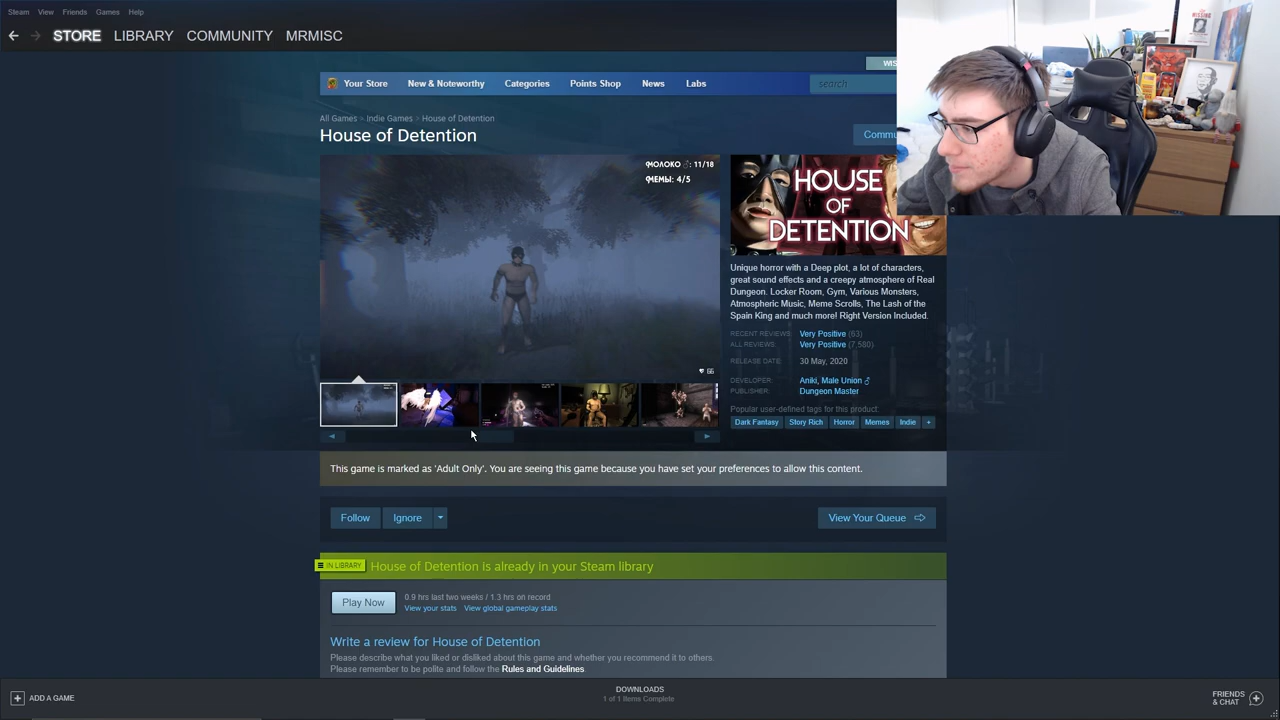 Steam View Friends Games Help
STORE LIBRARY COMMUNITY MRMISC
WIS
Your Store New & Noteworthy Categories Points Shop News Labs search
All Games > Indie Games > House of Detention
House of Detention
Commu
МОЛОКО : 11/18
МЕМЫ: 4/5
66
HOUSE
OF
DETENTION
Unique horror with a Deep plot, a lot of characters,
great sound effects and a creepy atmosphere of Real
Dungeon. Locker Room, Gym, Various Monsters,
Atmospheric Music, Meme Scrolls, The Lash of the
Spain King and much more! Right Version Included.
RECENT REVIEWS: Very Positive (63)
ALL REVIEWS: Very Positive (7,580)
RELEASE DATE: 30 May, 2020
DEVELOPER: Aniki, Male Union ♂
PUBLISHER: Dungeon Master
Popular user-defined tags for this product:
Dark Fantasy Story Rich Horror Memes Indie +
This game is marked as 'Adult Only'. You are seeing this game because you have set your preferences to allow this content.
Follow Ignore View Your Queue
IN LIBRARY House of Detention is already in your Steam library
Play Now 0.9 hrs last two weeks / 1.3 hrs on record
View your stats View global gameplay stats
Write a review for House of Detention
Please describe what you liked or disliked about this game and whether you recommend it to others.
Please remember to be polite and follow the Rules and Guidelines.
ADD A GAME
DOWNLOADS
1 of 1 Items Complete
FRIENDS
& CHAT
MISSING